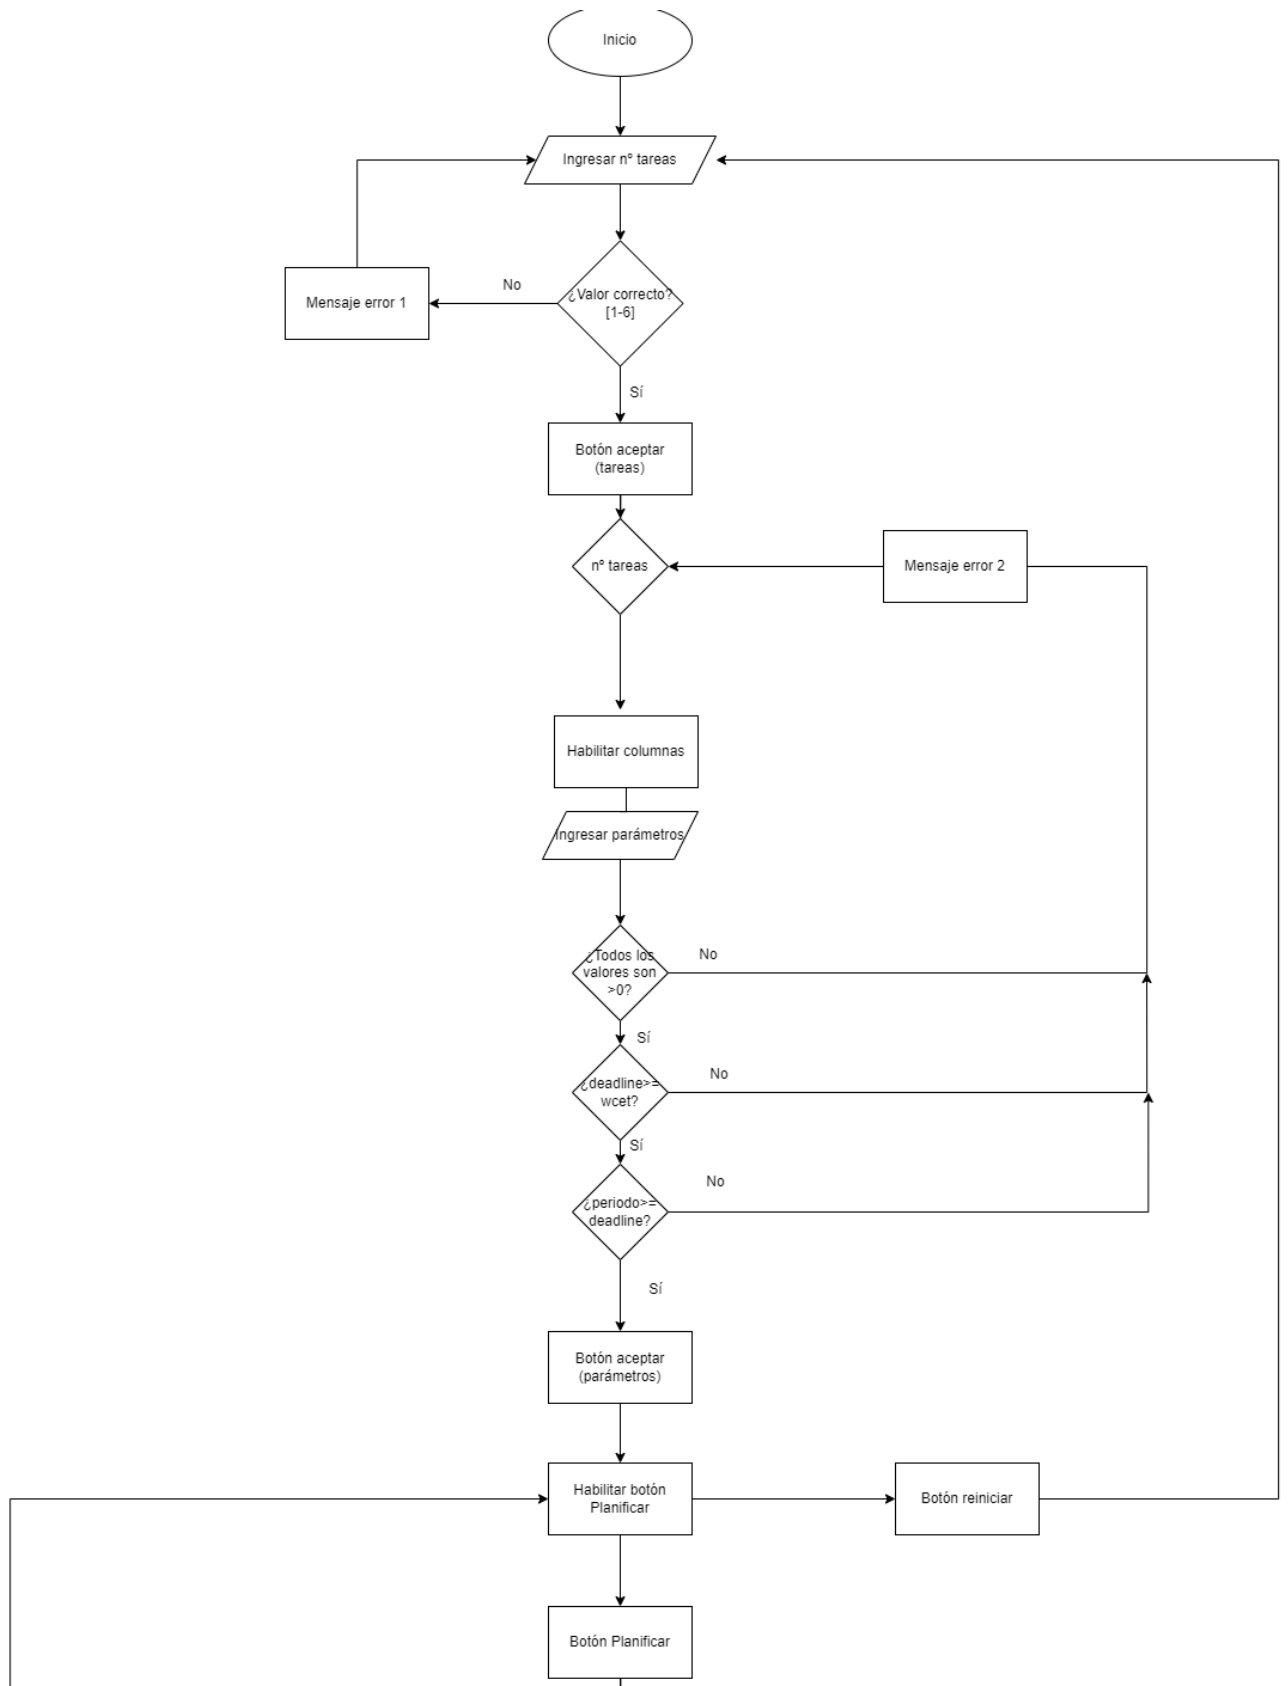 Inicio
Ingresar nº tareas
No
¿Valor correcto?
[1-6]
Mensaje error 1
Sí
Botón aceptar
(tareas)
nº tareas
Mensaje error 2
Habilitar columnas
Ingresar parámetros
¿Todos los
valores son
>0?
No
Sí
¿deadline>=
wcet?
No
Sí
¿periodo>=
deadline?
No
Sí
Botón aceptar
(parámetros)
Habilitar botón
Planificar
Botón reiniciar
Botón Planificar